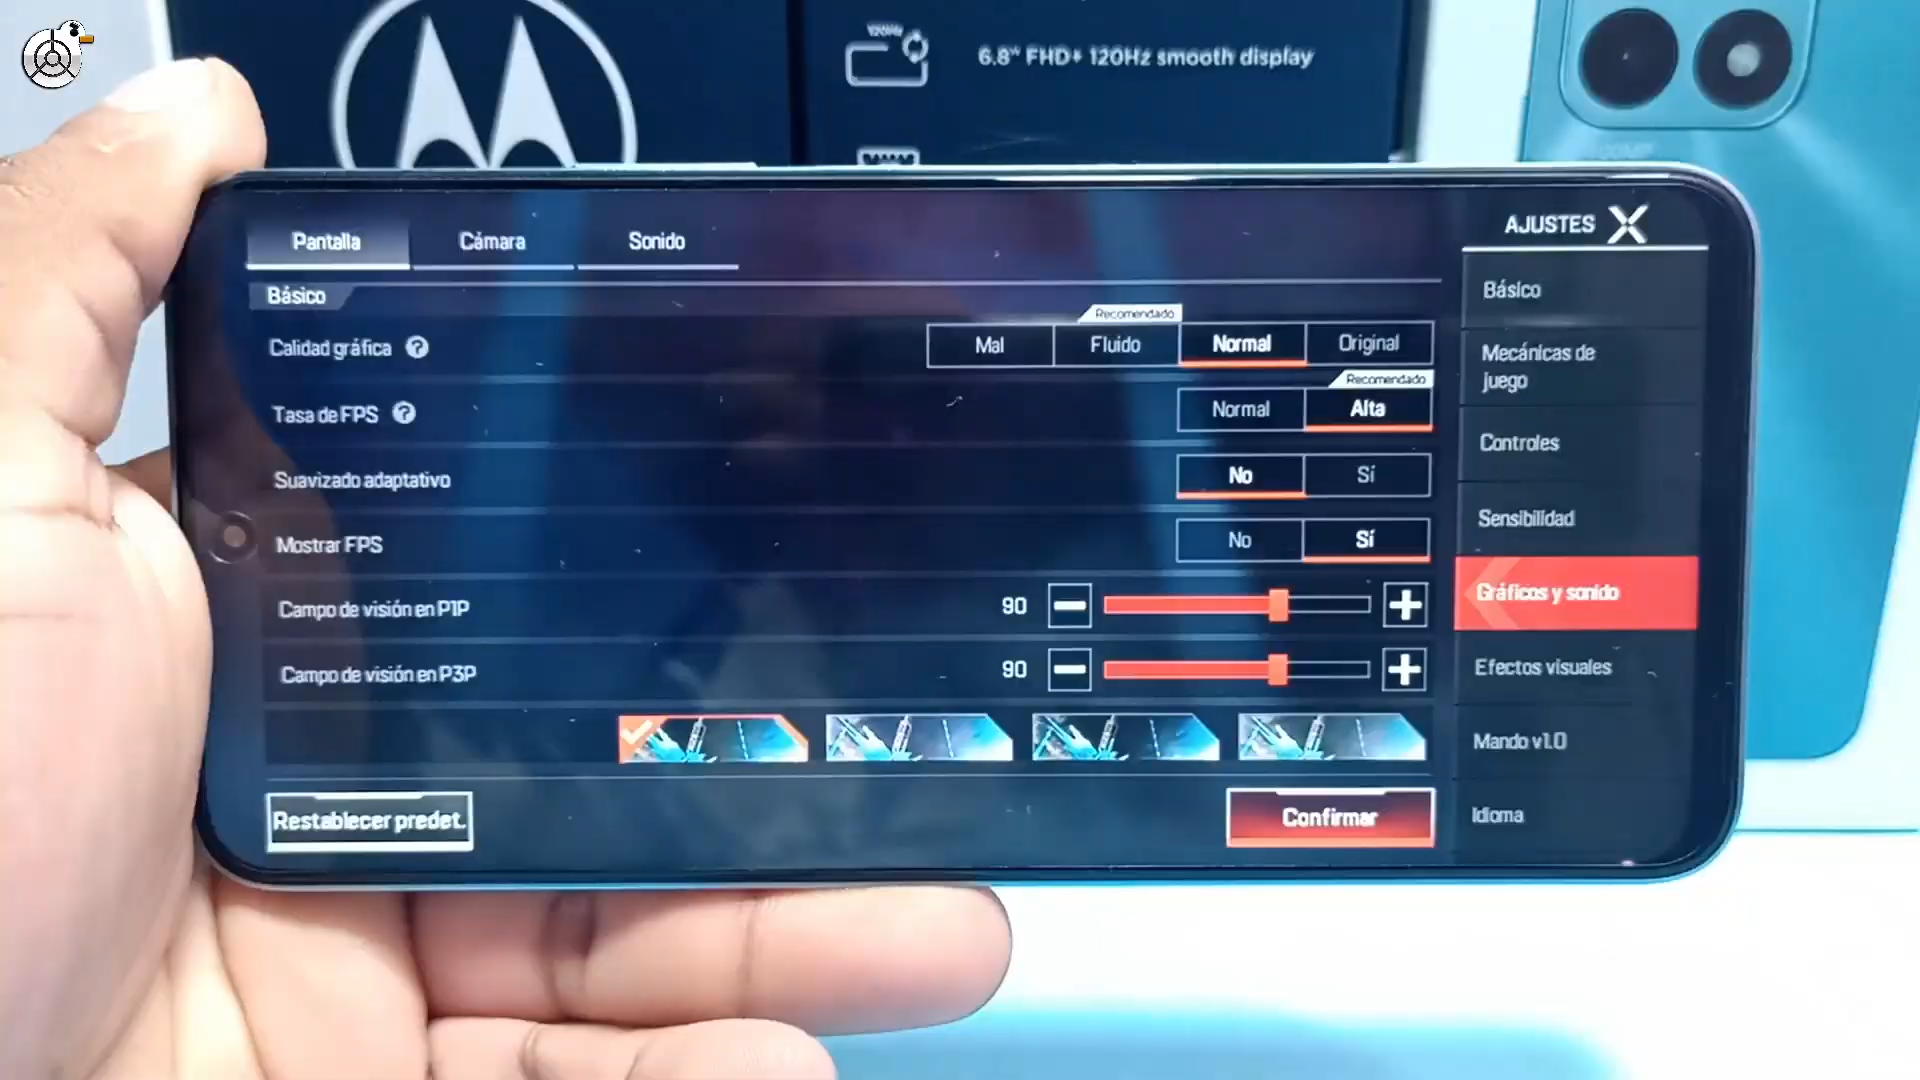 120Hz
6.8" FHD+ 120Hz smooth display
Pantalla
Cámara
Sonido
AJUSTES
Básico
Calidad gráfica ?
Recomendado
Mal
Fluido
Normal
Original
Tasa de FPS ?
Recomendado
Normal
Alta
Suavizado adaptativo
No
Sí
Mostrar FPS
No
Sí
Campo de visión en P1P
90
Campo de visión en P3P
90
Restablecer predet.
Confirmar
Básico
Mecánicas de
juego
Controles
Sensibilidad
Gráficos y sonido
Efectos visuales
Mando v1.0
Idioma